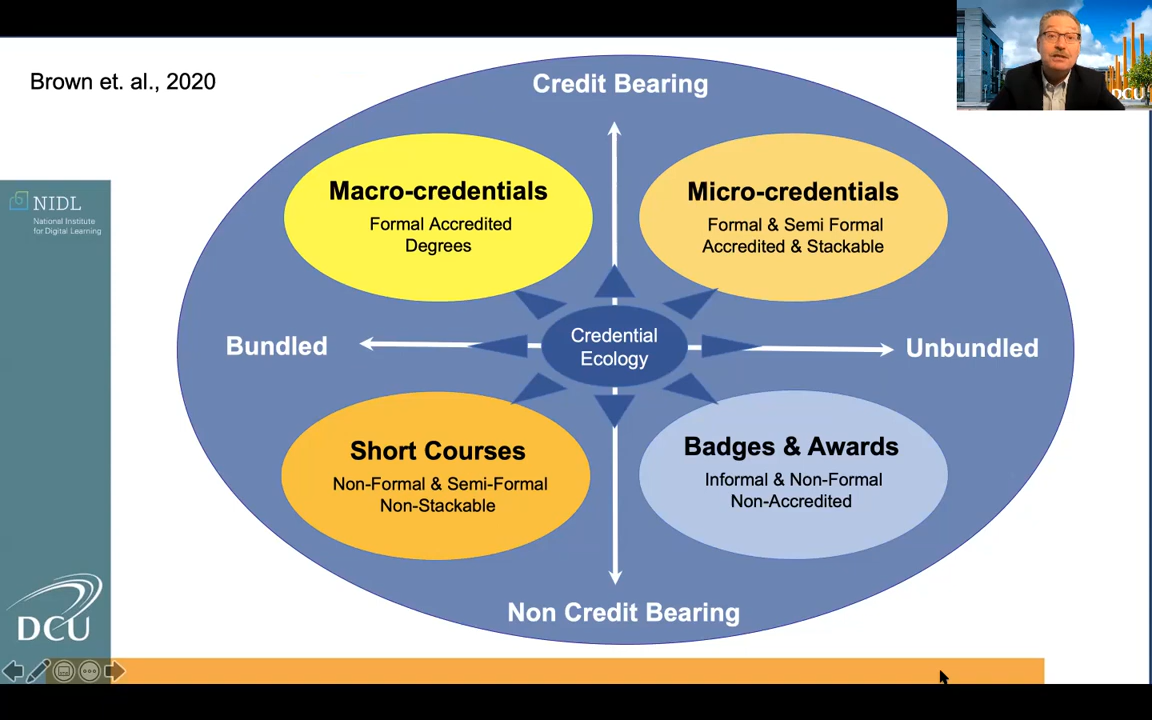 Brown et. al., 2020
Credit Bearing
Macro-credentials
Formal Accredited
Degrees
Micro-credentials
Formal & Semi Formal
Accredited & Stackable
NIDL
National Institute
for Digital Learning
Bundled
Credential
Ecology
Unbundled
Short Courses
Non-Formal & Semi-Formal
Non-Stackable
Badges & Awards
Informal & Non-Formal
Non-Accredited
Non Credit Bearing
DCU
DCU